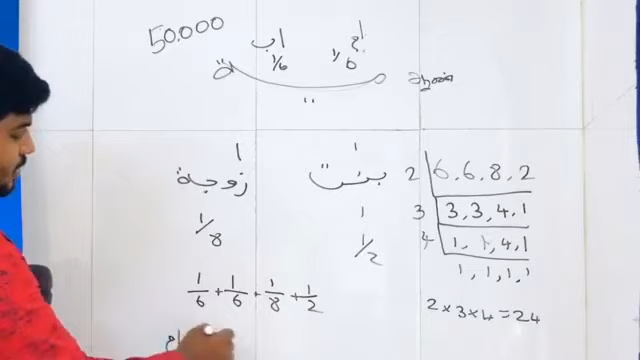 50.000 اب ام
1/6 1/6
زوجة ا بنت ا
1/8 1 1/2
2 6, 6, 8, 2
3 3, 3, 4, 1
4 1, 1, 4, 1
1, 1, 1, 1
1/6 + 1/6 + 1/8 + 1/2
2 × 3 × 4 = 24